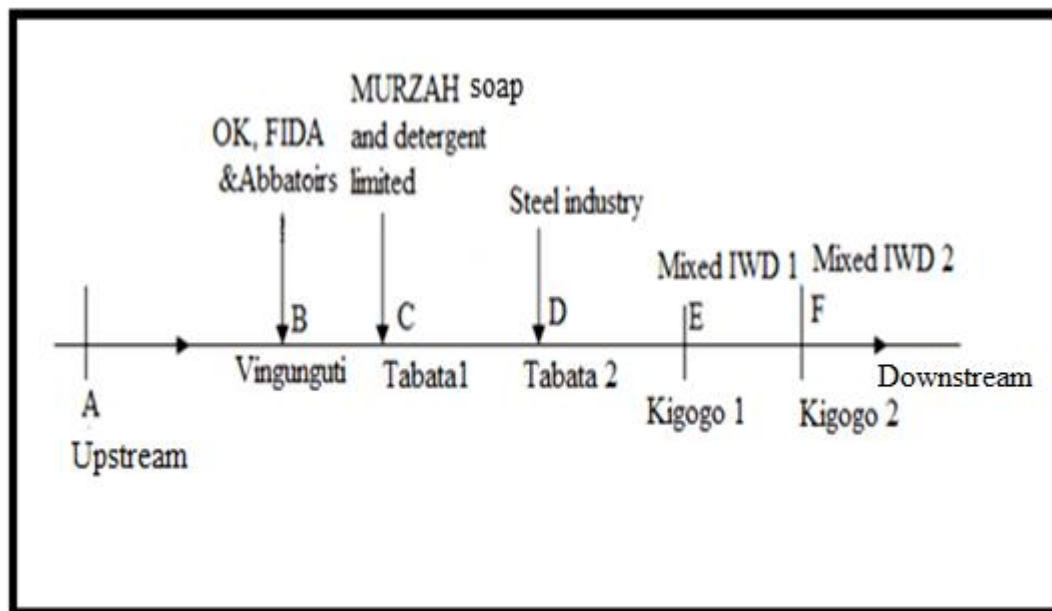 MURZAH soap
and detergent
limited
OK, FIDA
&Abbatoirs
Steel industry
Mixed IWD 1
Mixed IWD 2
B
C
D
E
F
Vingunguti
Tabata1
Tabata 2
Downstream
A
Upstream
Kigogo 1
Kigogo 2